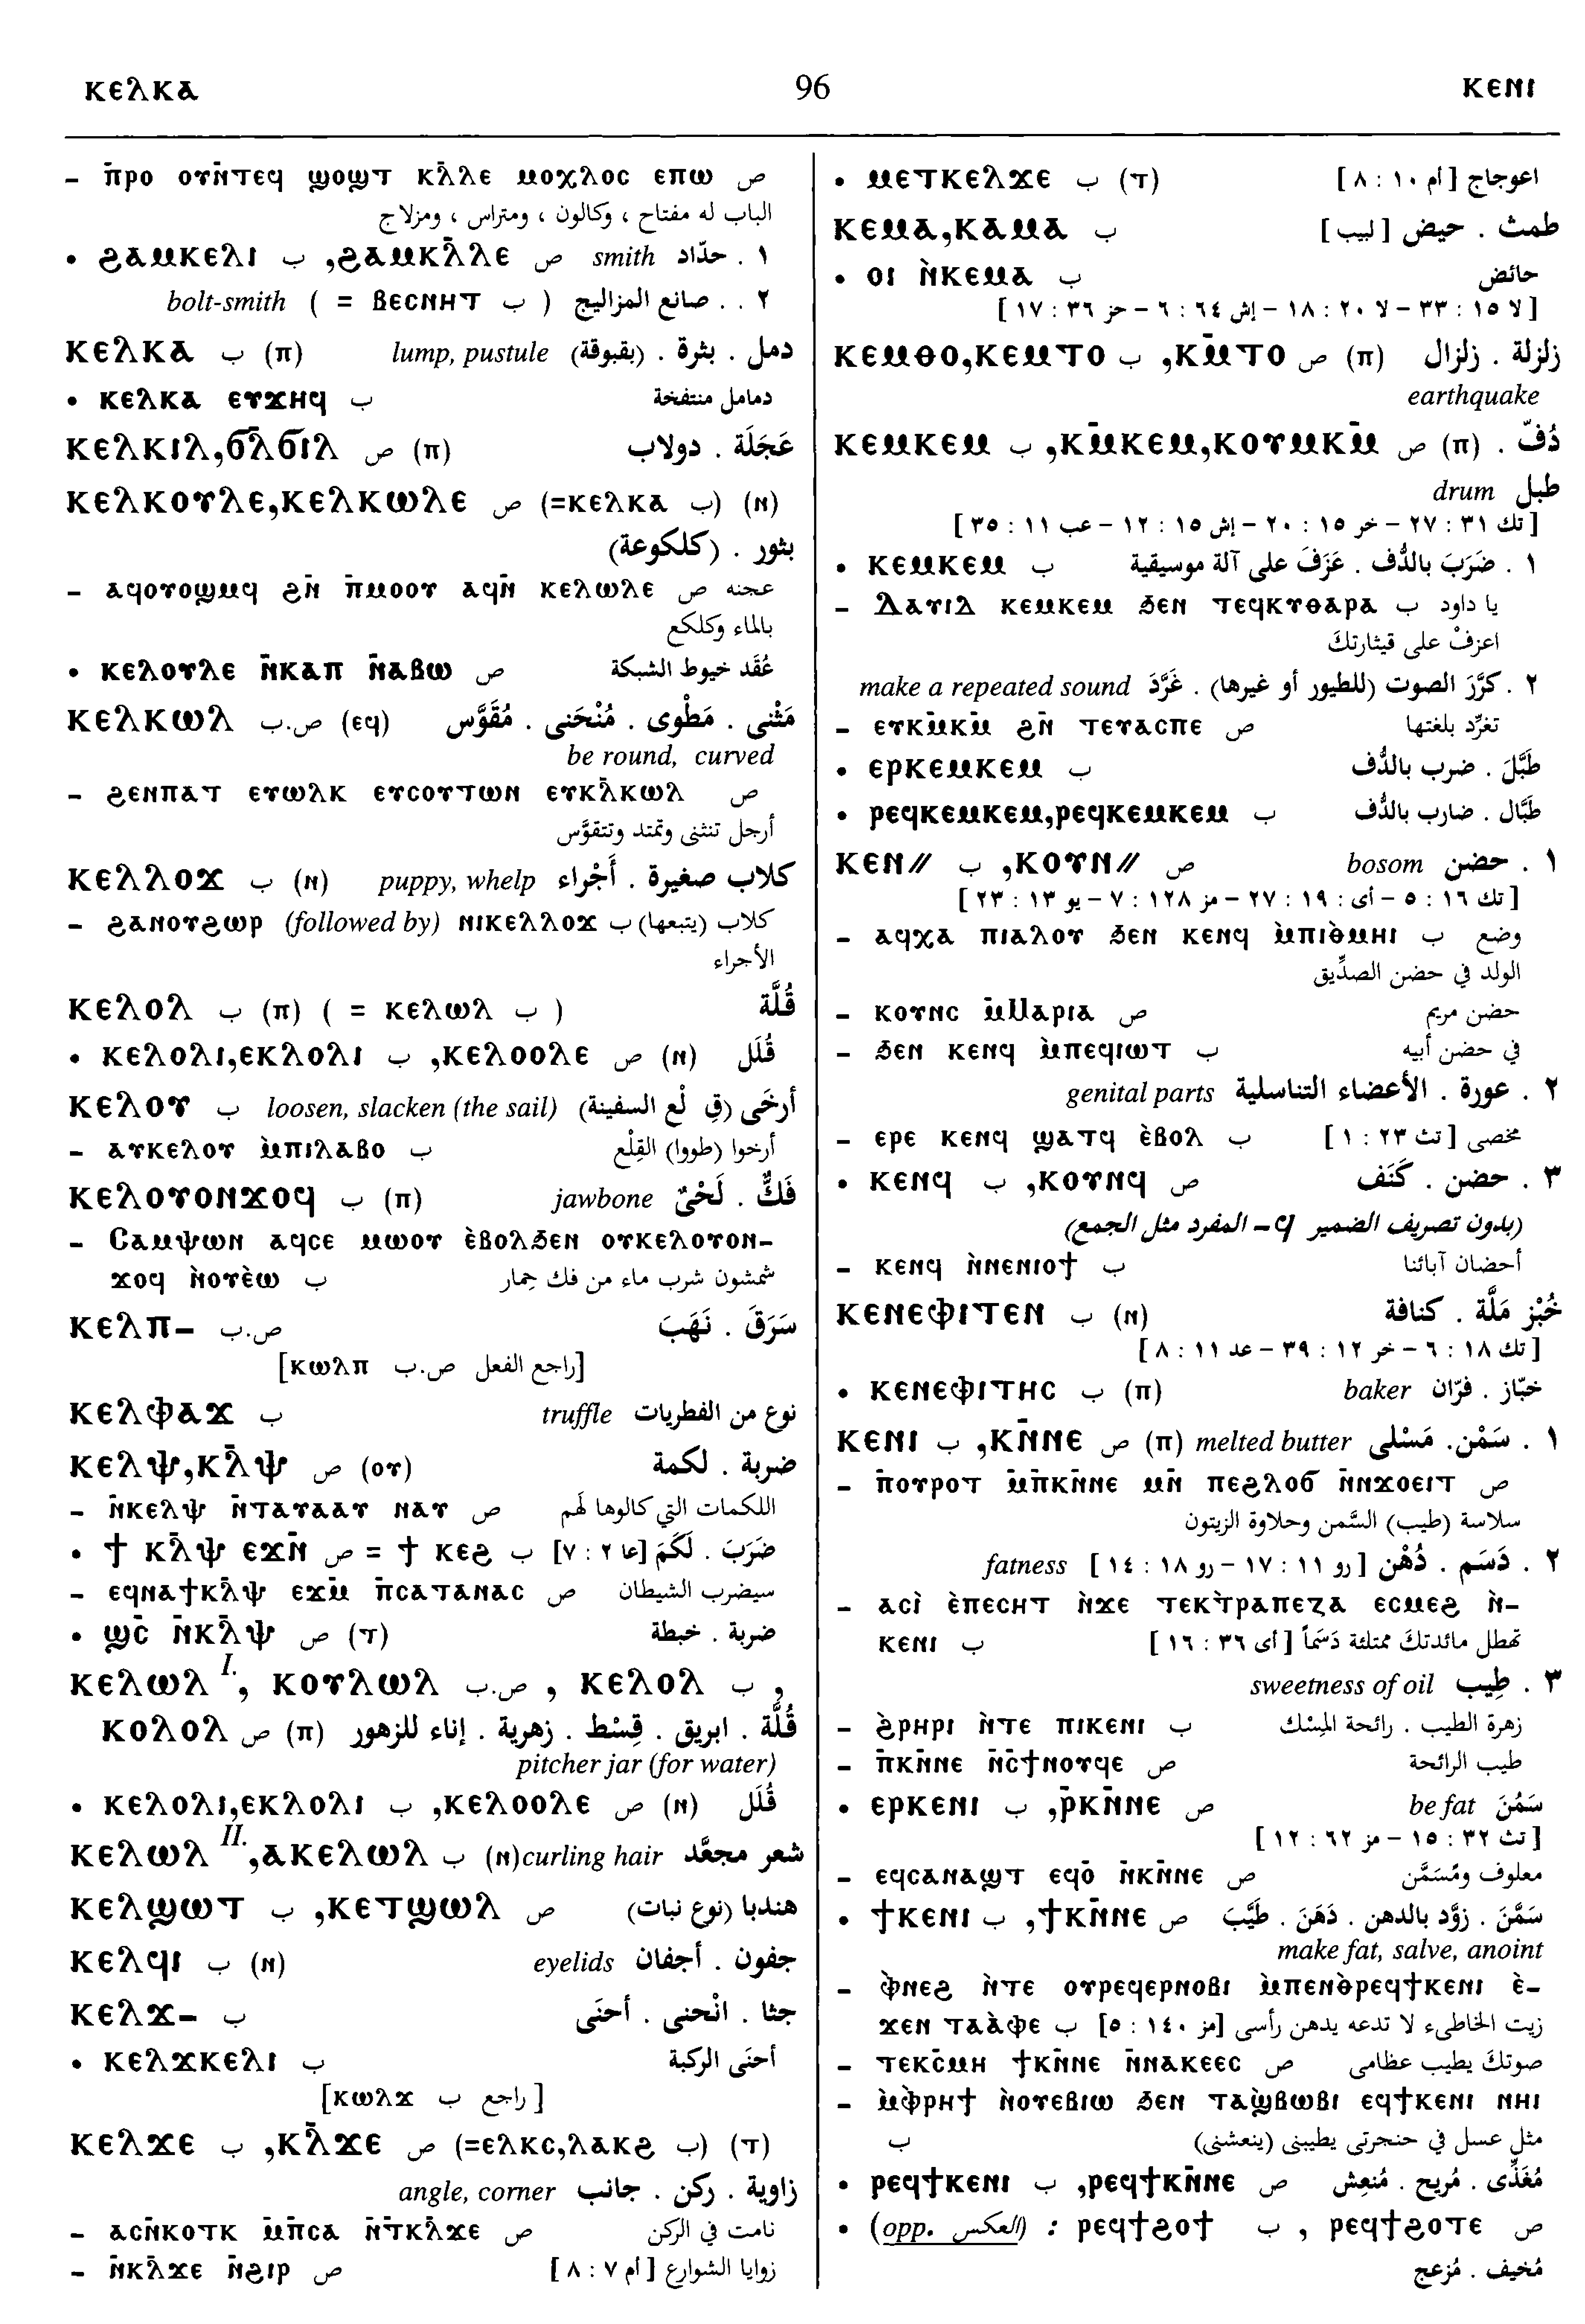 ⲕⲉⲗⲕⲁ 96 ⲕⲉⲛⲓ
– ⲡ̄ⲣⲟ ⲟⲩⲛ̄ⲧⲉϥ ϣⲟϣⲧ ⲕⲗ̄ⲗⲉ ⲙⲟⲭⲗⲟⲥ ⲉⲡⲱ ص
الباب له مفتاح ، وكالون ، ومتراس ، ومزلاج
• ϩⲁⲙⲕⲉⲗⲓ ب ,ϩⲁⲙⲕⲗ̄ⲗⲉ ص smith حدّاد . ١
bolt-smith ( = ⲃⲉⲥⲛⲏⲧ ب ) صانع المزاليج . . ٢
ⲕⲉⲗⲕⲁ ب (ⲡ) lump, pustule دمل . بثرة . (بقبوقة)
• ⲕⲉⲗⲕⲁ ⲉⲩϫⲏϥ ب دمامل منتفخة
ⲕⲉⲗⲕⲓⲗ,ϭⲗ̄ϭⲓⲗ ص (ⲡ) عَجَلَة . دولاب
ⲕⲉⲗⲕⲟⲩⲗⲉ,ⲕⲉⲗⲕⲱⲗⲉ ص (=ⲕⲉⲗⲕⲁ ب) (ⲛ)
بثور . (كلكوعة)
– ⲁϥⲟⲩⲟϣⲙϥ ϩⲛ̄ ⲡ̄ⲙⲟⲟⲩ ⲁϥⲛ̄ ⲕⲉⲗⲱⲗⲉ ص عجنه
بالماء وكلكع
• ⲕⲉⲗⲟⲩⲗⲉ ⲛ̄ⲕⲁⲡ ⲛ̄ⲁⲃⲱ ص عُقَد خيوط الشبكة
ⲕⲉⲗⲕⲱⲗ ص.ب (ⲉϥ) مَثْنى . مَطْوى . مُنْحَنى . مُقَوَّس
be round, curved
– ϩⲉⲛⲡⲁⲧ ⲉⲩⲱⲗⲕ ⲉⲩⲥⲟⲩⲧⲱⲛ ⲉⲩⲕⲗ̄ⲕⲱⲗ ص
أرجل تنثنى وتمتد وتتقوَّس
ⲕⲉⲗⲗⲟϫ ب (ⲛ) puppy, whelp كلاب صغيرة . أَجْراء
– ϩⲁⲛⲟⲩϩⲱⲣ (followed by) ⲛⲓⲕⲉⲗⲗⲟϫ ب كلاب (يتبعها)
الأجراء
ⲕⲉⲗⲟⲗ ب (ⲡ) ( = ⲕⲉⲗⲱⲗ ب ) قُلَّة
• ⲕⲉⲗⲟⲗⲓ,ⲉⲕⲗⲟⲗⲓ ب ,ⲕⲉⲗⲟⲟⲗⲉ ص (ⲛ) قُلَل
ⲕⲉⲗⲟⲩ ب loosen, slacken (the sail) أرخَى (قِلْع السفينة)
– ⲁⲩⲕⲉⲗⲟⲩ ⲙ̀ⲡⲓⲗⲁⲃⲟ ب أرخوا (طووا) القِلْع
ⲕⲉⲗⲟⲩⲟⲛϫⲟϥ ب (ⲡ) jawbone فَكٌّ . لَحْىٌ
– Ⲥⲁⲙⲯⲱⲛ ⲁϥⲥⲉ ⲙⲱⲟⲩ ⲉ̀ⲃⲟⲗϧⲉⲛ ⲟⲩⲕⲉⲗⲟⲩⲟⲛ–
ϫⲟϥ ⲛ̀ⲟⲩⲉ̀ⲱ ب شمشون شرب ماء من فك حِمار
ⲕⲉⲗⲡ– ص.ب سَرَقَ . نَهَبَ
[ⲕⲱⲗⲡ راجع الفعل ص.ب]
ⲕⲉⲗⲫⲁϫ ب truffle نوع من الفطريات
ⲕⲉⲗⲯ,ⲕⲗ̄ⲯ ص (ⲟⲩ) ضربة . لكمة
– ⲛ̄ⲕⲉⲗⲯ ⲛ̄ⲧⲁⲩⲁⲁⲩ ⲛⲁⲩ ص اللكمات التي كالوها لهُم
• ϯ ⲕⲗ̄ⲯ ⲉϫⲛ̄ ص = ϯ ⲕⲉϩ ب [عا ٢ : ٧] ضَرَبَ . لَكَمَ
– ⲉϥⲛⲁϯⲕⲗ̄ⲯ ⲉϫⲙ̄ ⲡ̄ⲥⲁⲧⲁⲛⲁⲥ ص سيضرب الشيطان
• ϣⲥ̄ ⲛ̄ⲕⲗ̄ⲯ ص (ⲧ) ضربة . خبطة
ⲕⲉⲗⲱⲗ I. , ⲕⲟⲩⲗⲱⲗ ص.ب , ⲕⲉⲗⲟⲗ ب ,
ⲕⲟⲗⲟⲗ ص (ⲡ) قُلَّة . ابريق . قِسْط . زهرية . إناء للزهور
pitcher jar (for water)
• ⲕⲉⲗⲟⲗⲓ,ⲉⲕⲗⲟⲗⲓ ب ,ⲕⲉⲗⲟⲟⲗⲉ ص (ⲛ) قُلَل
ⲕⲉⲗⲱⲗ II. ,ⲁⲕⲉⲗⲱⲗ ب (ⲛ) curling hair شعر مجعَّد
ⲕⲉⲗϣⲱⲧ ب ,ⲕⲉⲧϣⲱⲗ ص هندبا (نوع نبات)
ⲕⲉⲗϥⲓ ب (ⲛ) eyelids جفون . أجفان
ⲕⲉⲗϫ– ب جثا . انْحنى . أحنَى
• ⲕⲉⲗϫⲕⲉⲗⲓ ب أحنَى الركبة
[ⲕⲱⲗϫ راجع ب ]
ⲕⲉⲗϫⲉ ب ,ⲕⲗ̄ϫⲉ ص (=ⲉⲗⲕⲥ,ⲗⲁⲕϩ ب) (ⲧ)
angle, corner زاوية . ركن . جانب
– ⲁⲥⲛ̄ⲕⲟⲧⲕ ⲙ̄ⲡⲥⲁ ⲛ̄ⲧⲕⲗ̄ϫⲉ ص نامت في الركن
– ⲛ̄ⲕⲗ̄ϫⲉ ⲛ̄ϩⲓⲣ ص زوايا الشوارع [ أم ٧ : ٨ ]
• ⲙⲉⲧⲕⲉⲗϫⲉ ب (ⲧ) اعوجاج [ أم ١٠ : ٨ ]
ⲕⲉⲙⲁ,ⲕⲁⲙⲁ ب طمث . حيض [ لبيب ]
• ⲟⲓ ⲛ̀ⲕⲉⲙⲁ ب حائض
[ لا ١٥ : ٣٣ – لا ٢٠ : ١٨ – إش ٦٤ : ٦ – حز ٣٦ : ١٧ ]
ⲕⲉⲙⲑⲟ,ⲕⲉⲙⲧⲟ ب ,ⲕⲙ̄ⲧⲟ ص (ⲡ) زلزلة . زلزال
earthquake
ⲕⲉⲙⲕⲉⲙ ب ,ⲕⲙ̄ⲕⲉⲙ,ⲕⲟⲩⲙⲕⲙ̄ ص (ⲡ) دُفّ .
drum طبل
[ تك ٣١ : ٢٧ – خر ١٥ : ٢٠ – إش ١٥ : ١٢ – عب ١١ : ٣٥ ]
• ⲕⲉⲙⲕⲉⲙ ب ١ . ضَرَبَ بالدُّف . عَزَفَ على آلة موسيقية
– Ⲇⲁⲩⲓⲇ ⲕⲉⲙⲕⲉⲙ ϧⲉⲛ ⲧⲉϥⲕⲩⲑⲁⲣⲁ ب يا داود
اعزفْ على قيثارتكَ
make a repeated sound ٢ . كرَّرَ الصوت (للطيور أو غيرها) . غَرَّدَ
– ⲉⲩⲕⲙ̄ⲕⲙ̄ ϩⲛ̄ ⲧⲉⲩⲁⲥⲡⲉ ص تغرِّد بلغتها
• ⲉⲣⲕⲉⲙⲕⲉⲙ ب طَبَّلَ . ضرب بالدُّف
• ⲣⲉϥⲕⲉⲙⲕⲉⲙ,ⲣⲉϥⲕⲉⲙⲕⲉⲙ ب طَبَّال . ضارب بالدُّف
ⲕⲉⲛ// ب ,ⲕⲟⲩⲛ// ص bosom ١ . حضن
[ تك ١٦ : ٥ – أى : ١٩ : ٢٧ – مز ١٢٨ : ٧ – يو ١٣ : ٢٣ ]
– ⲁϥⲭⲁ ⲡⲓⲁⲗⲟⲩ ϧⲉⲛ ⲕⲉⲛϥ ⲙ̀ⲡⲓⲑ̀ⲙⲏⲓ ب وضع
الولد في حضن الصدِّيق
– ⲕⲟⲩⲛⲥ ⲙ̄Ⲙⲁⲣⲓⲁ ص حضن مريم
– ϧⲉⲛ ⲕⲉⲛϥ ⲙ̀ⲡⲉϥⲓⲱⲧ ب في حضن أبيه
genital parts ٢ . عورة . الأعضاء التناسلية
– ⲉⲣⲉ ⲕⲉⲛϥ ϣⲁⲧϥ ⲉ̀ⲃⲟⲗ ب مخصى [ تث ٢٣ : ١ ]
• ⲕⲉⲛϥ ب ,ⲕⲟⲩⲛϥ ص ٣ . حضن . كَنَف
(بدون تصريف الضمير ϥ– المفرد مثل الجمع)
– ⲕⲉⲛϥ ⲛ̀ⲛⲉⲛⲓⲟϯ ب أحضان آبائنا
ⲕⲉⲛⲉⲫⲓⲧⲉⲛ ب (ⲛ) خُبْز مَلَّة . كنافة
[ تك ١٨ : ٦ – خر ١٢ : ٣٩ – عد ١١ : ٨ ]
• ⲕⲉⲛⲉⲫⲓⲧⲏⲥ ب (ⲡ) baker خبّاز . فرّان
ⲕⲉⲛⲓ ب ,ⲕⲛ̄ⲛⲉ ص (ⲡ) melted butter ١ . سَمْن. مَسْلى
– ⲡ̄ⲟⲩⲣⲟⲧ ⲙ̄ⲡⲕⲛ̄ⲛⲉ ⲙⲛ̄ ⲡⲉϩⲗⲟϭ ⲛ̄ⲛϫⲟⲉⲓⲧ ص
سلاسة (طيب) السَّمن وحلاوة الزيتون
fatness [ رو ١١ : ١٧ – رو ١٨ : ١٤ ] ٢ . دَسَم . دُهْن
– ⲁⲥⲓ̀ ⲉ̀ⲡⲉⲥⲏⲧ ⲛ̀ϫⲉ ⲧⲉⲕⲧ̀ⲣⲁⲡⲉⲍⲁ ⲉⲥⲙⲉϩ ⲛ̀–
ⲕⲉⲛⲓ ب تهطل مائدتكَ ممتلئة دَسَماً [ أى ٣٦ : ١٦ ]
sweetness of oil ٣ . طِيب
– ϩ̀ⲣⲏⲣⲓ ⲛ̀ⲧⲉ ⲡⲓⲕⲉⲛⲓ ب زهرة الطيب . رائحة المِسْك
– ⲡ̄ⲕⲛ̄ⲛⲉ ⲛ̄ⲥϯⲛⲟⲩϥⲉ ص طيب الرائحة
• ⲉⲣⲕⲉⲛⲓ ب ,ⲣ̄ⲕⲛ̄ⲛⲉ ص be fat سَمُنَ
[ تث ٣٢ : ١٥ – مز ٦٢ : ١٢ ]
– ⲉϥⲥⲁⲛⲁϣⲧ ⲉϥⲟ̄ ⲛ̄ⲕⲛ̄ⲛⲉ ص معلوف ومُسَمَّن
• ϯⲕⲉⲛⲓ ب ,ϯⲕⲛ̄ⲛⲉ ص سَمَّنَ . زوَّد بالدهن . دَهَنَ . طَيَّبَ
make fat, salve, anoint
– ⲫ̀ⲛⲉϩ ⲛ̀ⲧⲉ ⲟⲩⲣⲉϥⲉⲣⲛⲟⲃⲓ ⲙ̀ⲡⲉⲛⲑ̀ⲣⲉϥϯⲕⲉⲛⲓ ⲉ̀–
ϫⲉⲛ ⲧⲁⲁ̀ⲫⲉ ب [مز ١٤٠ : ٥] زيت الخاطىء لا تدعه يدهن رأسى
– ⲧⲉⲕⲥ̄ⲙⲏ ϯⲕⲛ̄ⲛⲉ ⲛ̄ⲛⲁⲕⲉⲉⲥ ص صوتكَ يطيب عظامى
– ⲙ̀ⲫ̀ⲣⲏϯ ⲛ̀ⲟⲩⲉⲃⲓⲱ ϧⲉⲛ ⲧⲁϣⲃⲱⲃⲓ ⲉϥϯⲕⲉⲛⲓ ⲛⲏⲓ
ب مثل عسل في حنجرتى يطيبنى (ينعشنى)
• ⲣⲉϥϯⲕⲉⲛⲓ ب ,ⲣⲉϥϯⲕⲛ̄ⲛⲉ ص مُغَذِّى . مُريح . مُنعِش
• (opp. العكس) : ⲣⲉϥϯϩⲟϯ ب , ⲣⲉϥϯϩⲟⲧⲉ ص
مُخيف . مُزعج